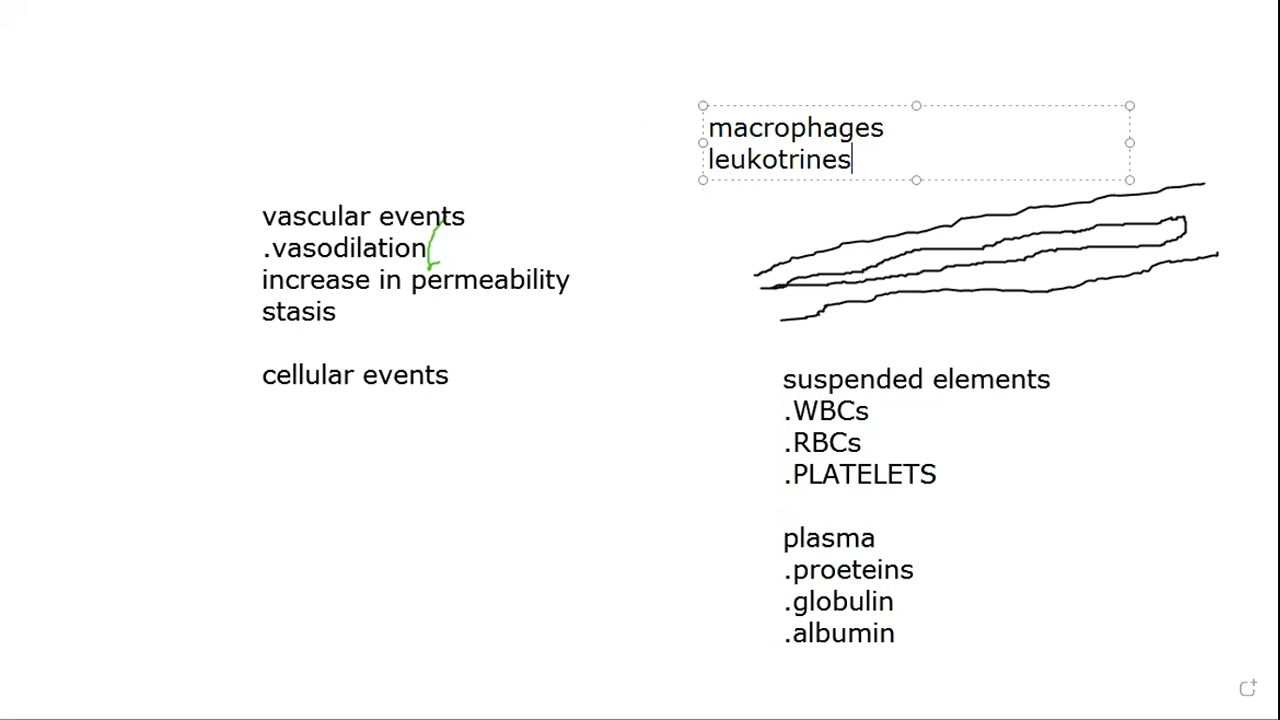 macrophages
leukotrines
vascular events
.vasodilation
increase in permeability
stasis
cellular events
suspended elements
.WBCs
.RBCs
.PLATELETS
plasma
.proeteins
.globulin
.albumin